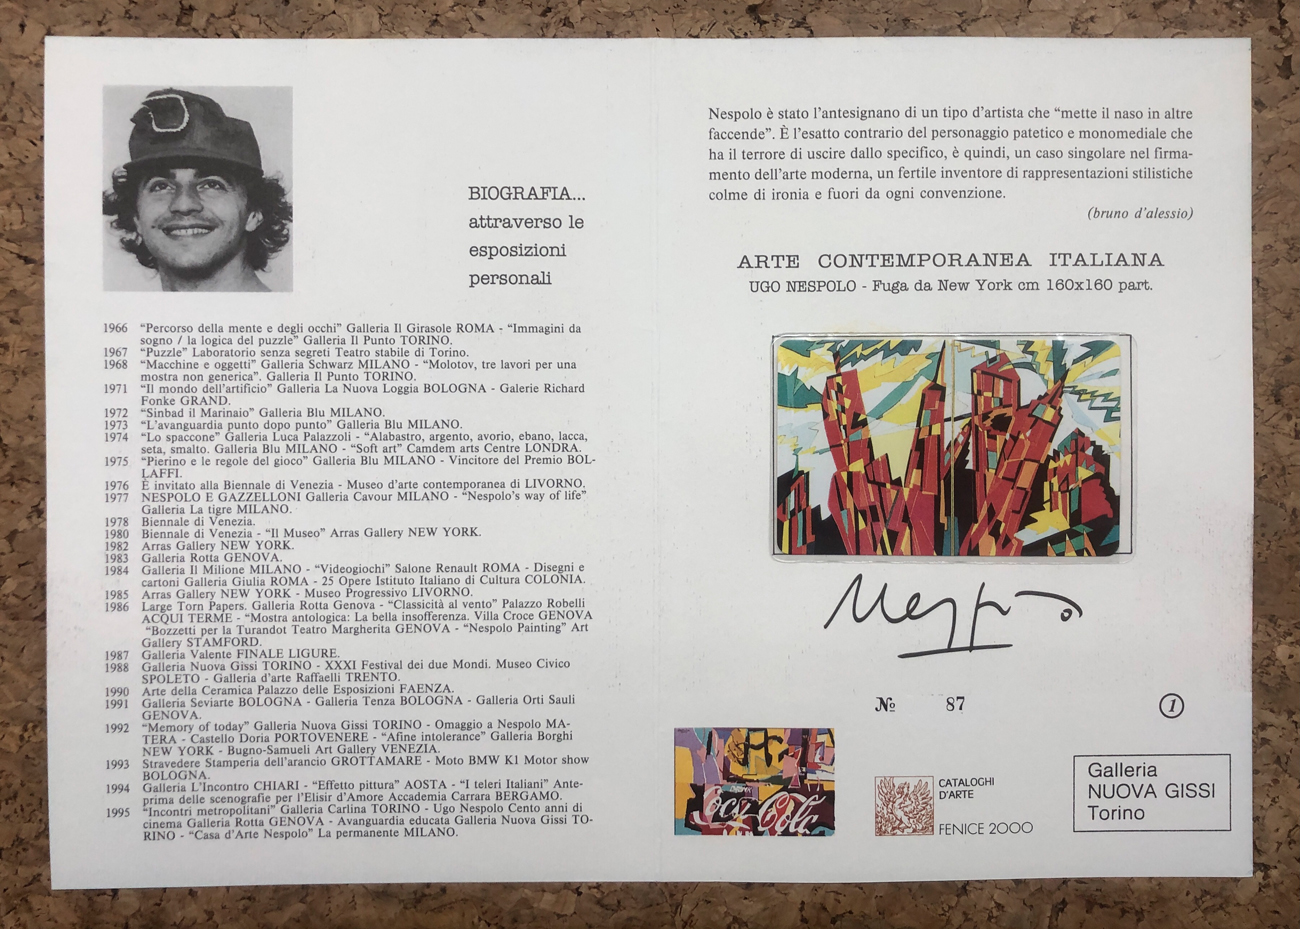 BIOGRAFIA...
attraverso le
esposizioni
personali
1966 “Percorso della mente e degli occhi” Galleria Il Girasole ROMA - “Immagini da
sogno / la logica del puzzle” Galleria Il Punto TORINO.
1967 “Puzzle” Laboratorio senza segreti Teatro stabile di Torino.
1968 “Macchine e oggetti” Galleria Schwarz MILANO - “Molotov, tre lavori per una
mostra non generica”. Galleria Il Punto TORINO.
1971 “Il mondo dell'artificio” Galleria La Nuova Loggia BOLOGNA - Galerie Richard
Fonke GRAND.
1972 “Sinbad il Marinaio” Galleria Blu MILANO.
1973 “L'avanguardia punto dopo punto” Galleria Blu MILANO.
1974 “Lo spaccone” Galleria Luca Palazzoli - “Alabastro, argento, avorio, ebano, lacca,
seta, smalto. Galleria Blu MILANO - “Soft art” Camdem arts Centre LONDRA.
1975 “Pierino e le regole del gioco” Galleria Blu MILANO - Vincitore del Premio BOL-
LAFFI.
1976 È invitato alla Biennale di Venezia - Museo d'arte contemporanea di LIVORNO.
1977 NESPOLO E GAZZELLONI Galleria Cavour MILANO - “Nespolo's way of life”
Galleria La tigre MILANO.
1978 Biennale di Venezia.
1980 Biennale di Venezia - “Il Museo” Arras Gallery NEW YORK.
1982 Arras Gallery NEW YORK.
1983 Galleria Rotta GENOVA.
1984 Galleria Il Milione MILANO - “Videogiochi” Salone Renault ROMA - Disegni e
cartoni Galleria Giulia ROMA - 25 Opere Istituto Italiano di Cultura COLONIA.
1985 Arras Gallery NEW YORK - Museo Progressivo LIVORNO.
1986 Large Torn Papers. Galleria Rotta Genova - “Classicità al vento” Palazzo Robelli
ACQUI TERME - “Mostra antologica: La bella insofferenza. Villa Croce GENOVA
“Bozzetti per la Turandot Teatro Margherita GENOVA - “Nespolo Painting” Art
Gallery STAMFORD.
1987 Galleria Valente FINALE LIGURE.
1988 Galleria Nuova Gissi TORINO - XXXI Festival dei due Mondi. Museo Civico
SPOLETO - Galleria d'arte Raffaelli TRENTO.
1990 Arte della Ceramica Palazzo delle Esposizioni FAENZA.
1991 Galleria Seviarte BOLOGNA - Galleria Tenza BOLOGNA - Galleria Orti Sauli
GENOVA.
1992 “Memory of today” Galleria Nuova Gissi TORINO - Omaggio a Nespolo MA-
TERA - Castello Doria PORTOVENERE - “Afine intolerance” Galleria Borghi
NEW YORK - Bugno-Samueli Art Gallery VENEZIA.
1993 Stravedere Stamperia dell'arancio GROTTAMARE - Moto BMW K1 Motor show
BOLOGNA.
1994 Galleria L'Incontro CHIARI - “Effetto pittura” AOSTA - “I teleri Italiani” Ante-
prima delle scenografie per l'Elisir d'Amore Accademia Carrara BERGAMO.
1995 “Incontri metropolitani” Galleria Carlina TORINO - Ugo Nespolo Cento anni di
cinema Galleria Rotta GENOVA - Avanguardia educata Galleria Nuova Gissi TO-
RINO - “Casa d'Arte Nespolo” La permanente MILANO.
Nespolo è stato l'antesignano di un tipo d'artista che “mette il naso in altre
faccende”. È l'esatto contrario del personaggio patetico e monomediale che
ha il terrore di uscire dallo specifico, è quindi, un caso singolare nel firma-
mento dell'arte moderna, un fertile inventore di rappresentazioni stilistiche
colme di ironia e fuori da ogni convenzione.
(bruno d'alessio)
ARTE CONTEMPORANEA ITALIANA
UGO NESPOLO - Fuga da New York cm 160x160 part.
Nespolo
№ 87
1
Coca Cola
CATALOGHI
D'ARTE
FENICE 2000
Galleria
NUOVA GISSI
Torino